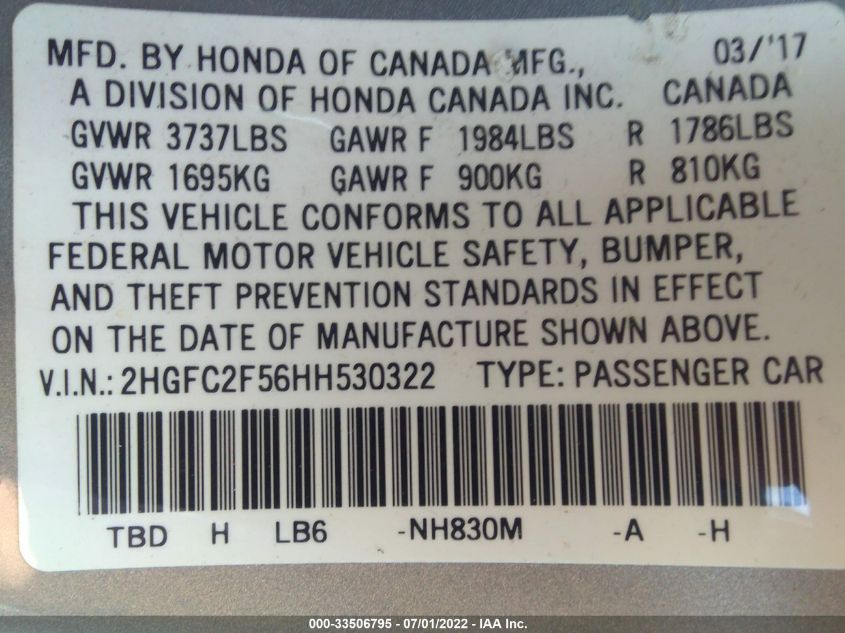 MFD. BY HONDA OF CANADA MFG., 03/'17
A DIVISION OF HONDA CANADA INC. CANADA
GVWR 3737LBS GAWR F 1984LBS R 1786LBS
GVWR 1695KG GAWR F 900KG R 810KG
THIS VEHICLE CONFORMS TO ALL APPLICABLE
FEDERAL MOTOR VEHICLE SAFETY, BUMPER,
AND THEFT PREVENTION STANDARDS IN EFFECT
ON THE DATE OF MANUFACTURE SHOWN ABOVE.
V.I.N.: 2HGFC2F56HH530322 TYPE: PASSENGER CAR
TBD H LB6 -NH830M -A -H
000-33506795 - 07/01/2022 - IAA Inc.